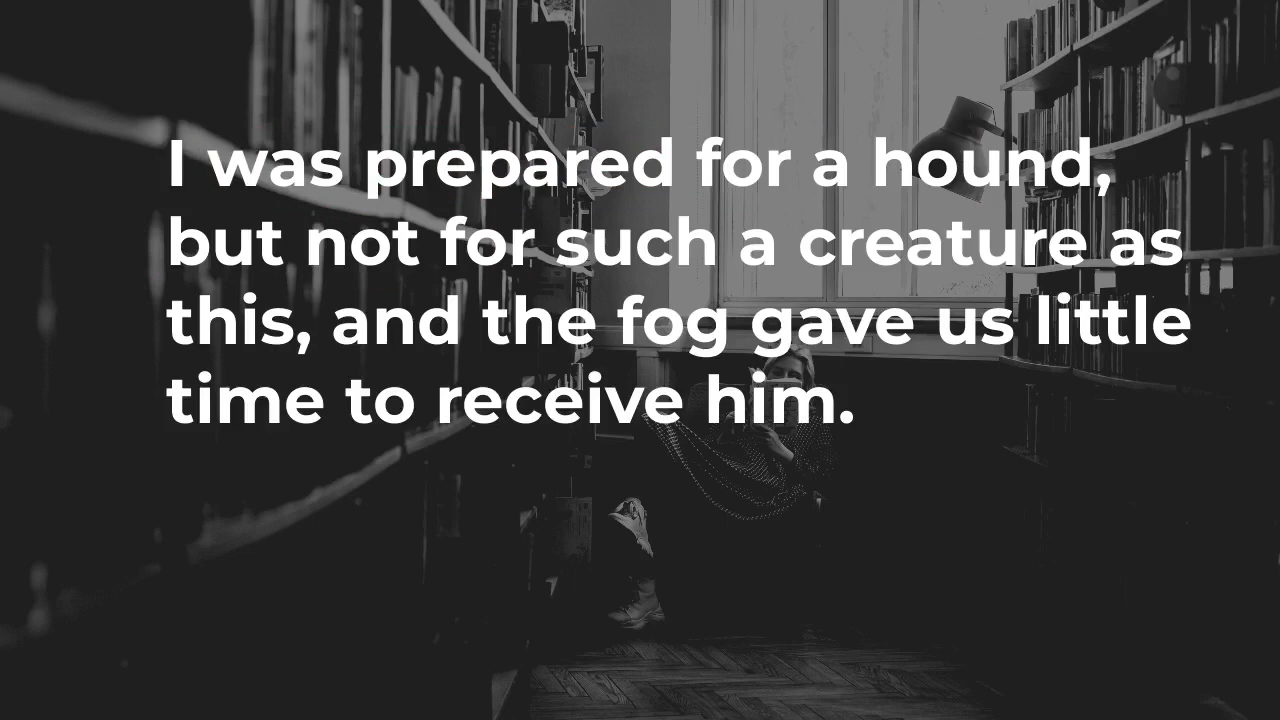 I was prepared for a hound,
but not for such a creature as
this, and the fog gave us little
time to receive him.